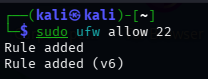 ┌──(kali㉿kali)-[~]
└─$ sudo ufw allow 22
Rule added
Rule added (v6)